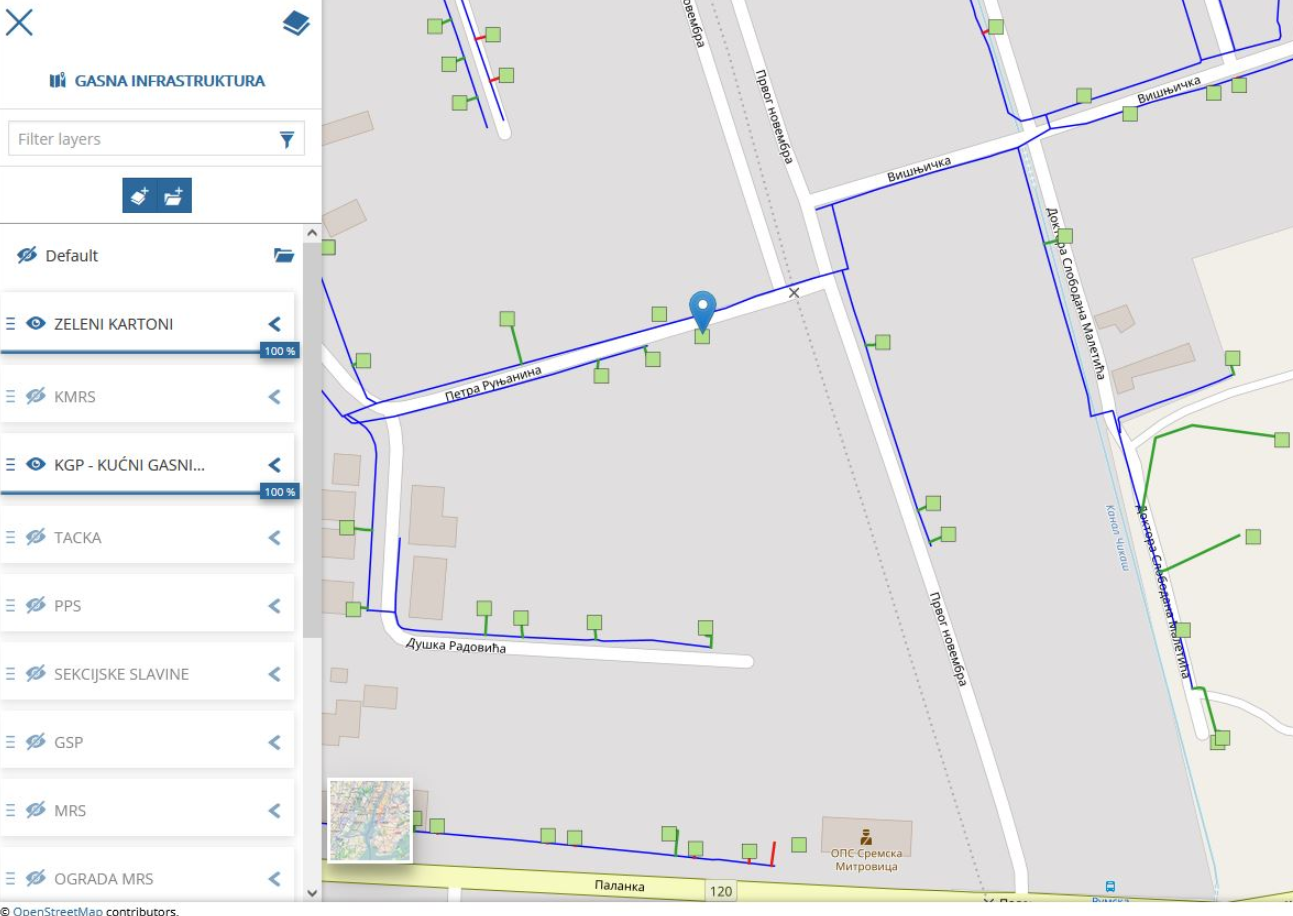 GASNA INFRASTRUKTURA
Filter layers
Default
ZELENI KARTONI
100 %
KMRS
KGP - KUĆNI GASNI...
100 %
TACKA
PPS
SEKCIJSKE SLAVINE
GSP
MRS
OGRADA MRS
© OpenStreetMap contributors.
новембра
Првог новембра
Вишњичка
Вишњичка
Доктора Слободана Малетића
Петра Руњанина
Канал Чикаш
Доктора Слободана Малетића
Првог новембра
Душка Радовића
ОПС Сремска
Митровица
Паланка
120